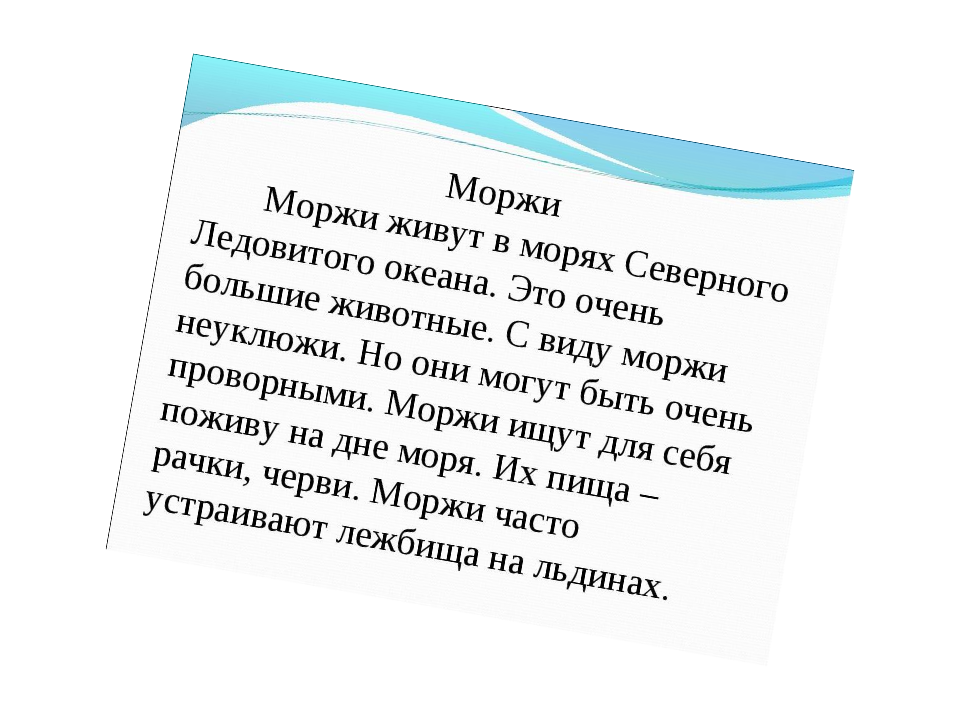 Моржи
Моржи живут в морях Северного
Ледовитого океана. Это очень
большие животные. С виду моржи
неуклюжи. Но они могут быть очень
проворными. Моржи ищут для себя
поживу на дне моря. Их пища –
рачки, черви. Моржи часто
устраивают лежбища на льдинах.